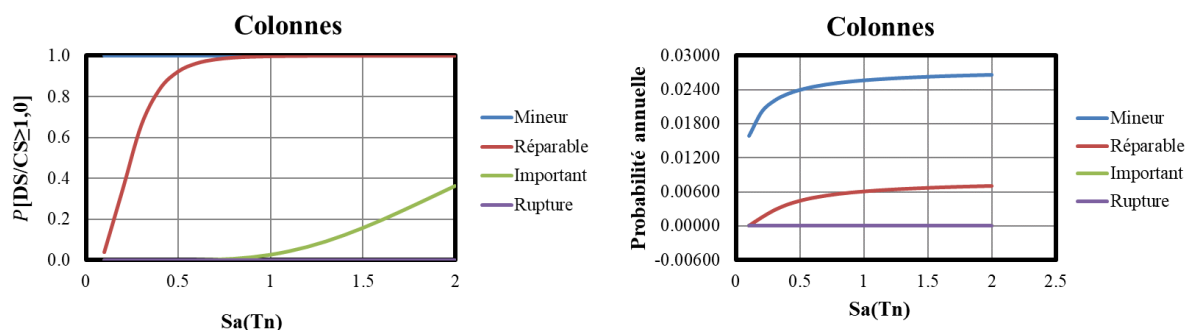 Colonnes
P[DS/CS≥1,0]
1.0
0.8
0.6
0.4
0.2
0.0
0
0.5
1
1.5
2
Sa(Tn)
Mineur
Réparable
Important
Rupture
Colonnes
Probabilité annuelle
0.03000
0.02400
0.01800
0.01200
0.00600
0.00000
-0.00600
0
0.5
1
1.5
2
2.5
Sa(Tn)
Mineur
Réparable
Important
Rupture